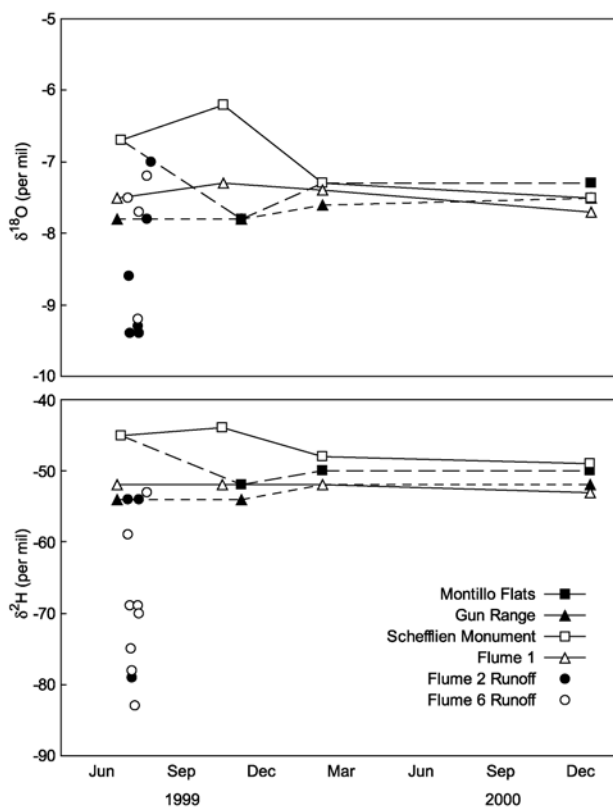 -5
-6
-7
-8
-9
-10
δ18O (per mil)
-40
-50
-60
-70
-80
-90
δ2H (per mil)
Montillo Flats
Gun Range
Schefflien Monument
Flume 1
Flume 2 Runoff
Flume 6 Runoff
Jun Sep Dec Mar Jun Sep Dec
1999 2000